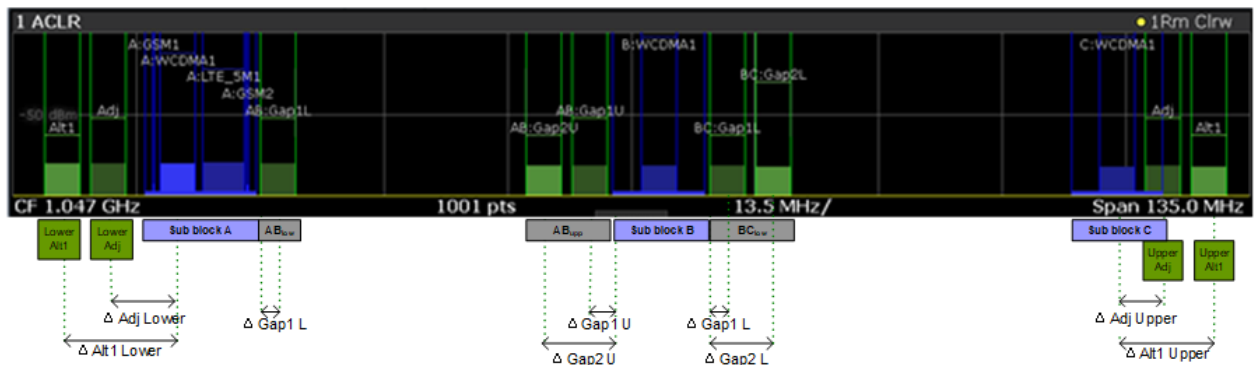 1 ACLR
1Rm Clrw
A:GSM1
A:WCDMA1
A:LTE_5M1
A:GSM2
B:WCDMA1
C:WCDMA1
BC:Gap2L
-50 dBm
Alt1
Adj
AB:Gap1L
AB:Gap2U
AB:Gap1U
BC:Gap1L
Adj
Alt1
CF 1.047 GHz
1001 pts
13.5 MHz/
Span 135.0 MHz
Lower
Alt1
Lower
Adj
Sub block A
ABlow
ABupp
Sub block B
BClow
Sub block C
Upper
Adj
Upper
Alt1
Δ Adj Lower
Δ Alt1 Lower
Δ Gap1 L
Δ Gap1 U
Δ Gap2 U
Δ Gap1 L
Δ Gap2 L
Δ Adj Upper
Δ Alt1 Upper